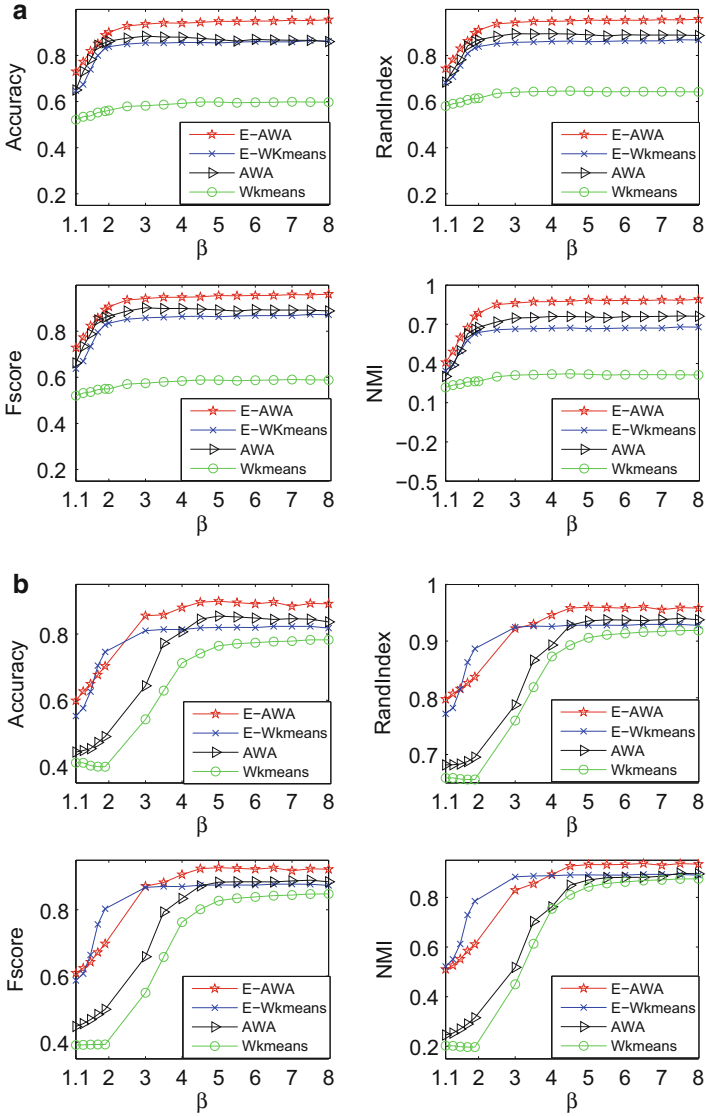 a
Accuracy
0.8
0.6
0.4
0.2
1.1 2 3 4 5 6 7 8
β
E−AWA
E−WKmeans
AWA
Wkmeans
RandIndex
0.8
0.6
0.4
0.2
1.1 2 3 4 5 6 7 8
β
E−AWA
E−Wkmeans
AWA
Wkmeans
Fscore
0.8
0.6
0.4
0.2
1.1 2 3 4 5 6 7 8
β
E−AWA
E−WKmeans
AWA
Wkmeans
NMI
1
0.7
0.4
0.1
−0.2
−0.5
1.1 2 3 4 5 6 7 8
β
E−AWA
E−Wkmeans
AWA
Wkmeans
b
Accuracy
0.8
0.6
0.4
1.1 2 3 4 5 6 7 8
β
E−AWA
E−Wkmeans
AWA
Wkmeans
RandIndex
1
0.9
0.8
0.7
1.1 2 3 4 5 6 7 8
β
E−AWA
E−Wkmeans
AWA
Wkmeans
Fscore
0.8
0.6
0.4
1.1 2 3 4 5 6 7 8
β
E−AWA
E−Wkmeans
AWA
Wkmeans
NMI
0.8
0.6
0.4
0.2
1.1 2 3 4 5 6 7 8
β
E−AWA
E−Wkmeans
AWA
Wkmeans